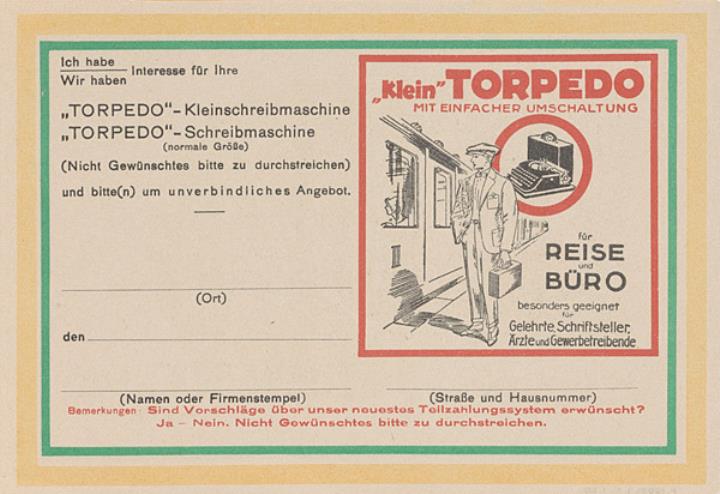 Ich habe
Wir haben
Interesse für Ihre
„TORPEDO“-Kleinschreibmaschine
„TORPEDO“-Schreibmaschine
(normale Größe)
(Nicht Gewünschtes bitte zu durchstreichen)
und bitte(n) um unverbindliches Angebot.
(Ort)
den
(Namen oder Firmenstempel)
„Klein“ TORPEDO
MIT EINFACHER UMSCHALTUNG
für
REISE
und
BÜRO
besonders geeignet
für
Gelehrte, Schriftsteller,
Ärzte und Gewerbetreibende
(Straße und Hausnummer)
Bemerkungen: Sind Vorschläge über unser neuestes Teilzahlungssystem erwünscht?
Ja – Nein. Nicht Gewünschtes bitte zu durchstreichen.